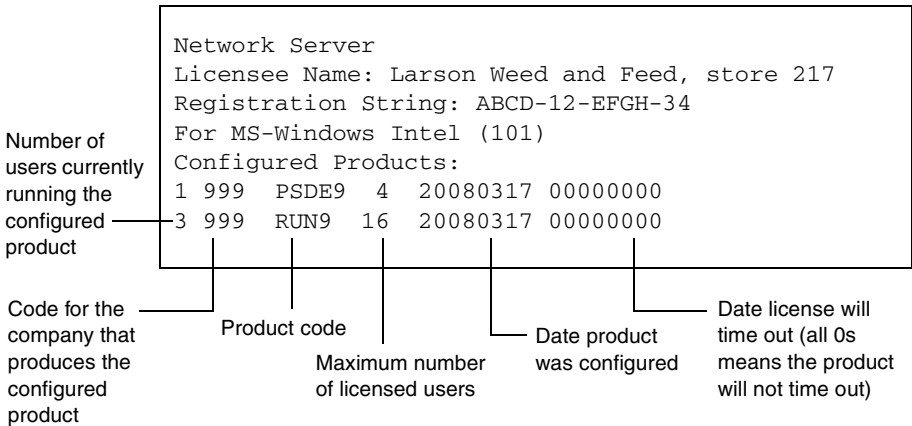 Network Server
Licensee Name: Larson Weed and Feed, store 217
Registration String: ABCD-12-EFGH-34
For MS-Windows Intel (101)
Configured Products:
1 999 PSDE9 4 20080317 00000000
3 999 RUN9 16 20080317 00000000
Number of
users currently
running the
configured
product
Code for the
company that
produces the
configured
product
Product code
Maximum number
of licensed users
Date product
was configured
Date license will
time out (all 0s
means the product
will not time out)